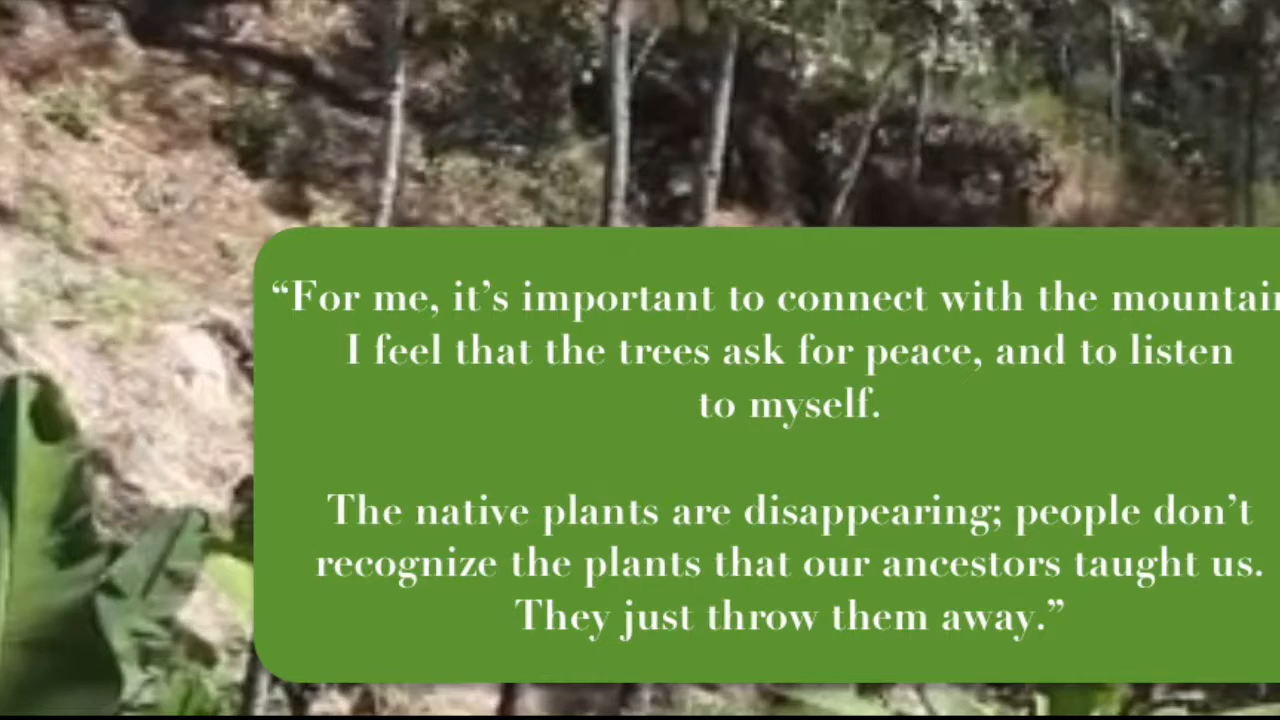 “For me, it’s important to connect with the
I feel that the trees ask for peace, and to listen
to myself.
The native plants are disappearing; people don’t
recognize the plants that our ancestors taught us.
They just throw them away.”